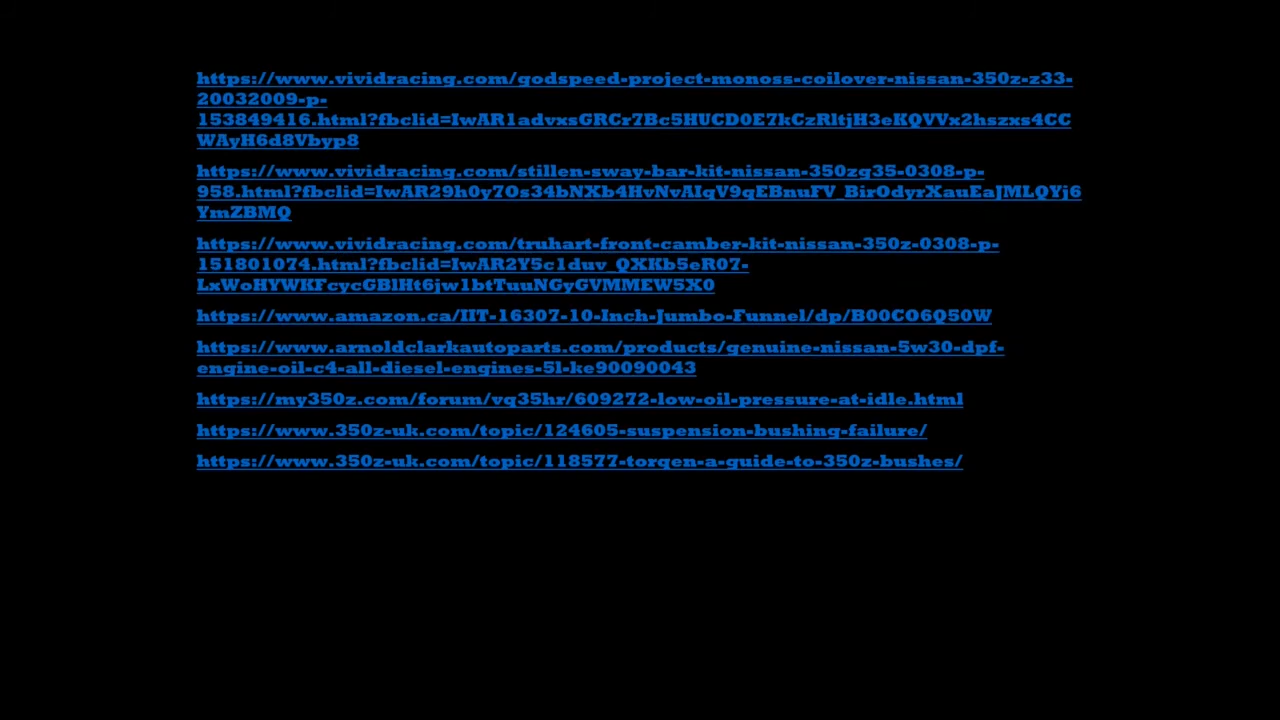 https://www.vividracing.com/godspeed-project-monoss-coilover-nissan-350z-z33-
20032009-p-
153849416.html?fbclid=IwAR1advxsGRCr7Bc5HUCD0E7kCzRltjH3eKQVVx2hszxs4CC
WAyH6d8Vbyp8
https://www.vividracing.com/stillen-sway-bar-kit-nissan-350zg35-0308-p-
958.html?fbclid=IwAR29h0y7Os34bNXb4HvNvAIqV9qEBnuFV_BirOdyrXauEaJMLQYj6
YmZBMQ
https://www.vividracing.com/truhart-front-camber-kit-nissan-350z-0308-p-
151801074.html?fbclid=IwAR2Y5c1duv_QXKb5eR07-
LxWoHYWKFcycGBlHt6jw1btTuuNGyGVMMEW5X0
https://www.amazon.ca/IIT-16307-10-Inch-Jumbo-Funnel/dp/B00CO6Q50W
https://www.arnoldclarkautoparts.com/products/genuine-nissan-5w30-dpf-
engine-oil-c4-all-diesel-engines-5l-ke90090043
https://my350z.com/forum/vq35hr/609272-low-oil-pressure-at-idle.html
https://www.350z-uk.com/topic/124605-suspension-bushing-failure/
https://www.350z-uk.com/topic/118577-torqen-a-guide-to-350z-bushes/